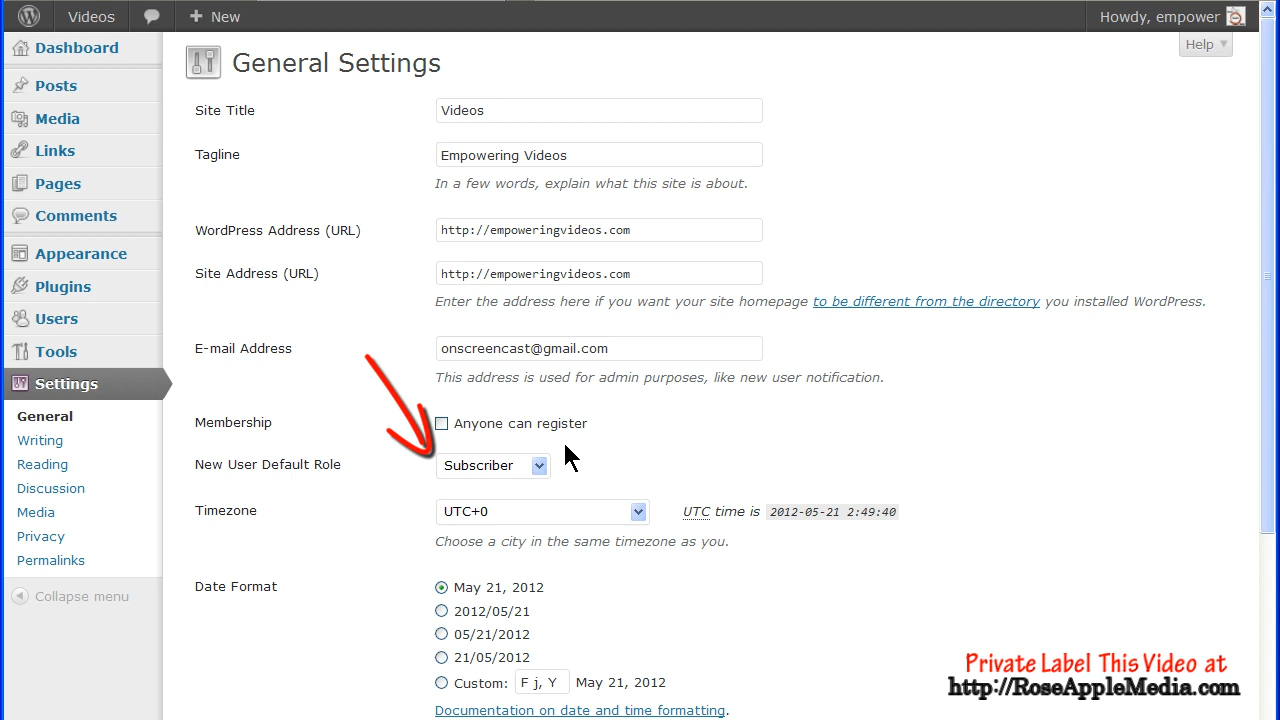 Videos
New
Howdy, empower
Help
Dashboard
Posts
Media
Links
Pages
Comments
Appearance
Plugins
Users
Tools
Settings
General
Writing
Reading
Discussion
Media
Privacy
Permalinks
Collapse menu
General Settings
Site Title
Videos
Tagline
Empowering Videos
In a few words, explain what this site is about.
WordPress Address (URL)
http://empoweringvideos.com
Site Address (URL)
http://empoweringvideos.com
Enter the address here if you want your site homepage to be different from the directory you installed WordPress.
E-mail Address
onscreencast@gmail.com
This address is used for admin purposes, like new user notification.
Membership
Anyone can register
New User Default Role
Subscriber
Timezone
UTC+0
UTC time is 2012-05-21 2:49:40
Choose a city in the same timezone as you.
Date Format
May 21, 2012
2012/05/21
05/21/2012
21/05/2012
Custom: F j, Y May 21, 2012
Documentation on date and time formatting.
Private Label This Video at
http://RoseAppleMedia.com